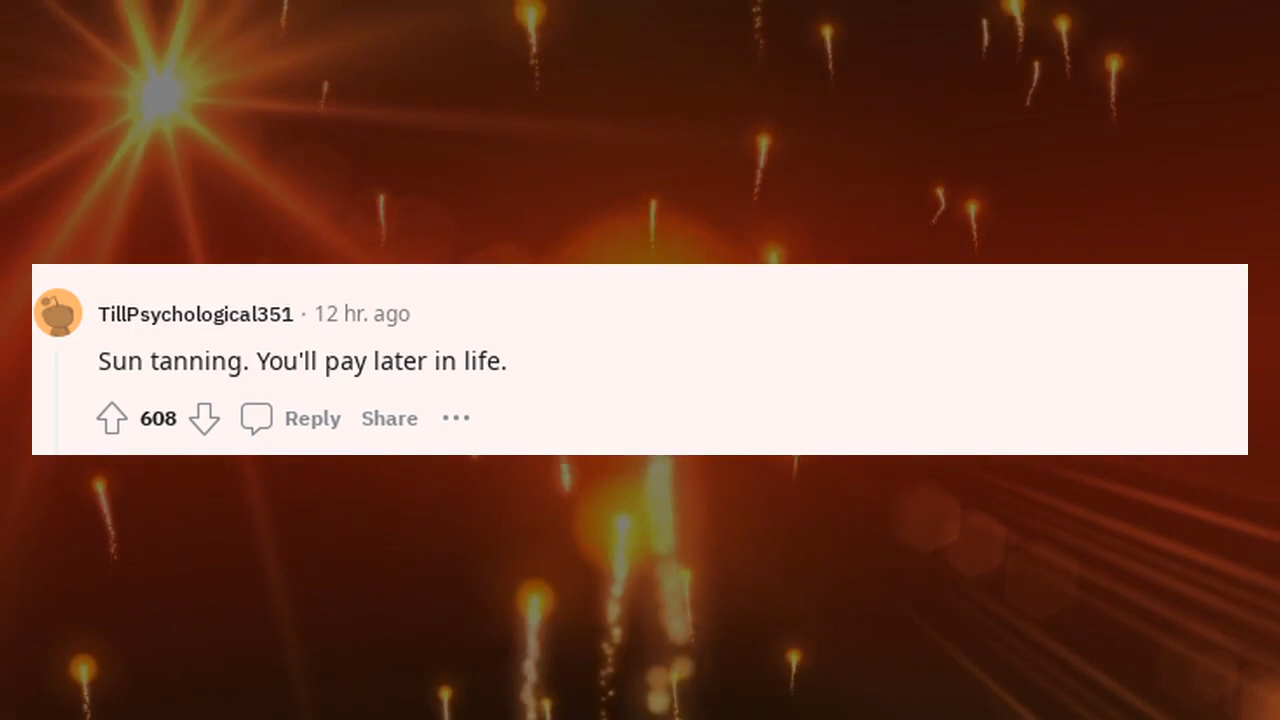 TillPsychological351 · 12 hr. ago
Sun tanning. You'll pay later in life.
608 Reply Share ···